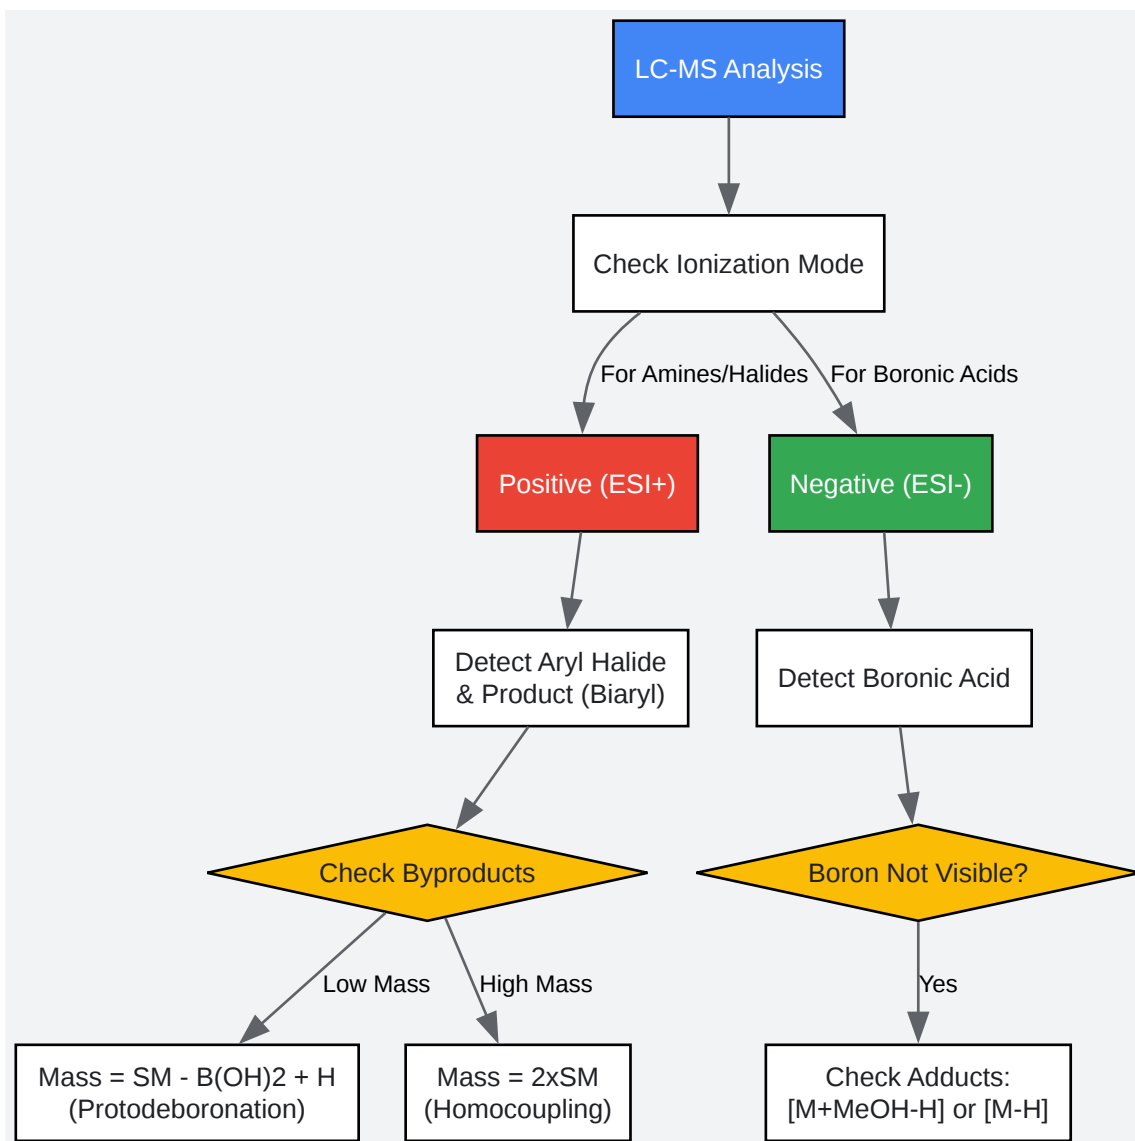 LC-MS Analysis
Check Ionization Mode
For Amines/Halides
For Boronic Acids
Positive (ESI+)
Negative (ESI-)
Detect Aryl Halide
& Product (Biaryl)
Detect Boronic Acid
Check Byproducts
Boron Not Visible?
Low Mass
High Mass
Yes
Mass = SM - B(OH)2 + H
(Protodeboronation)
Mass = 2xSM
(Homocoupling)
Check Adducts:
[M+MeOH-H] or [M-H]